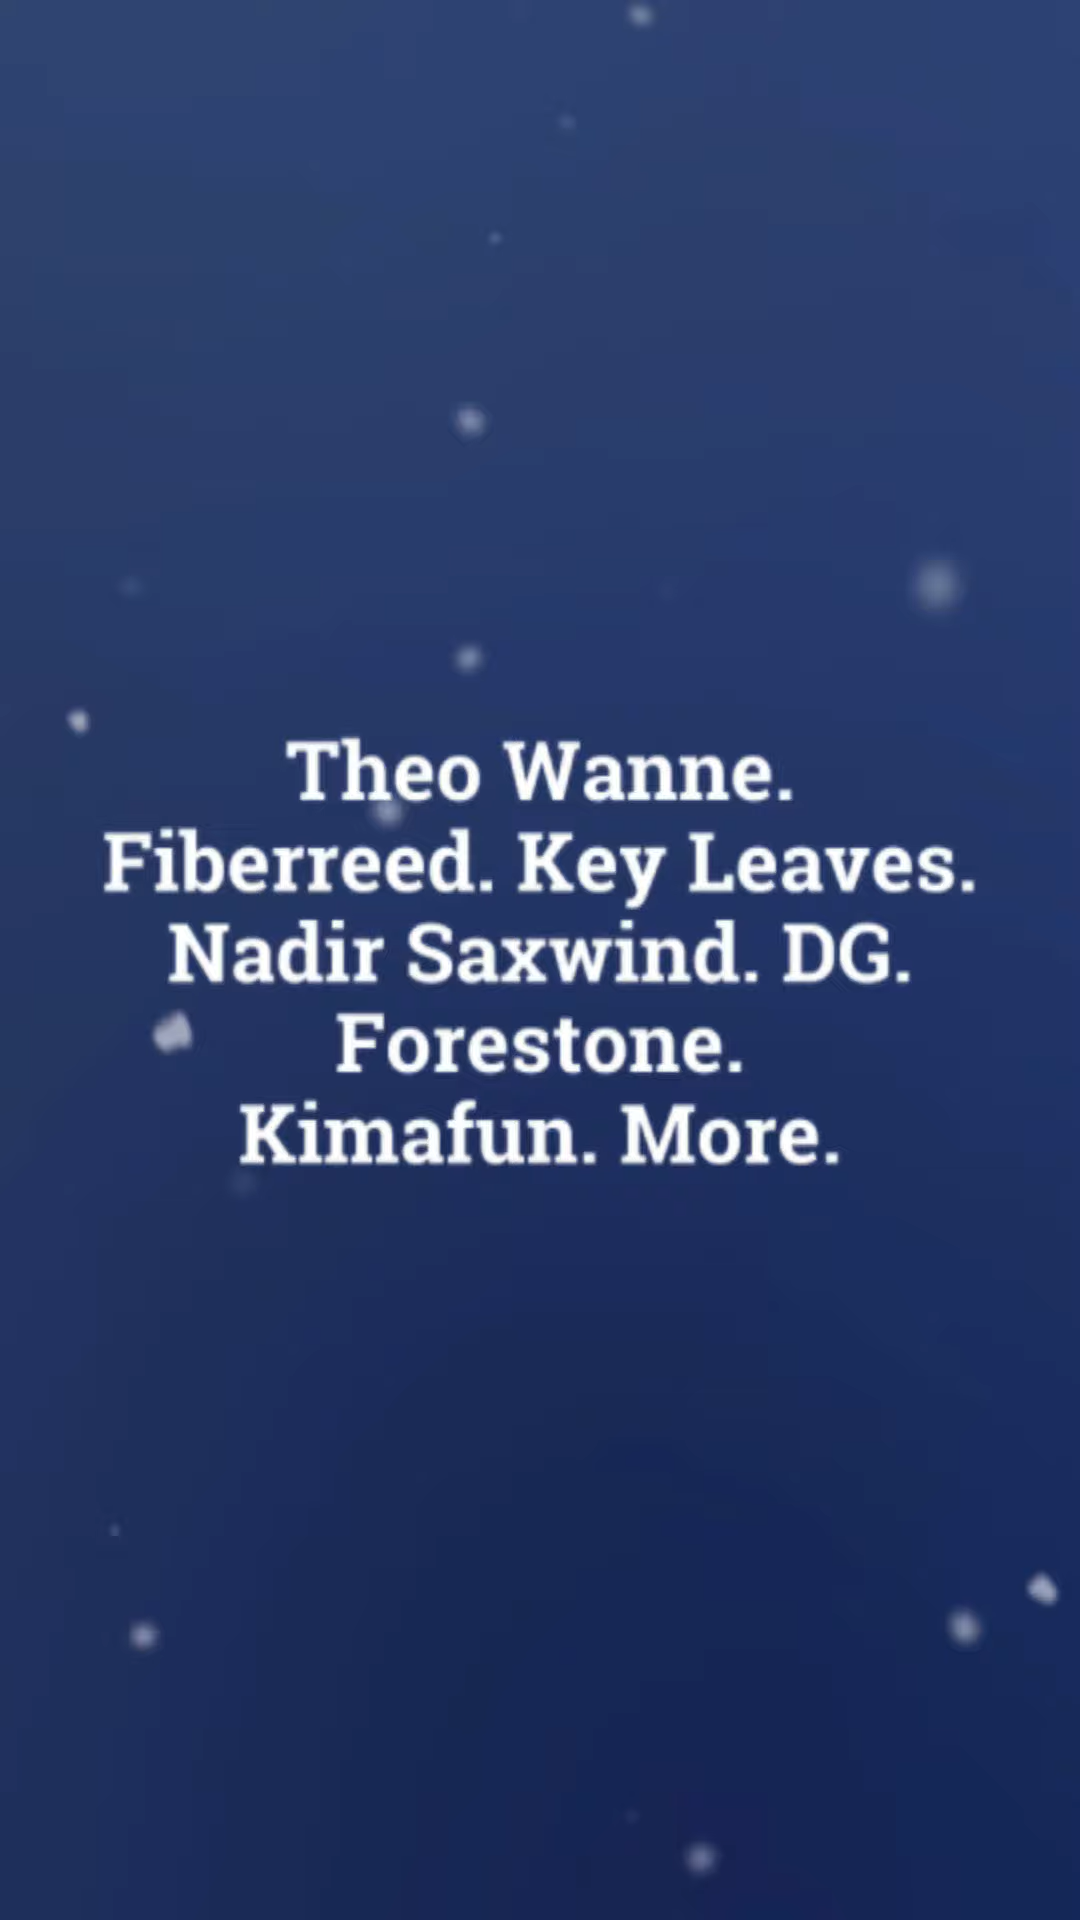 Theo Wanne.
Fiberreed. Key Leaves.
Nadir Saxwind. DG.
Forestone.
Kimafun. More.